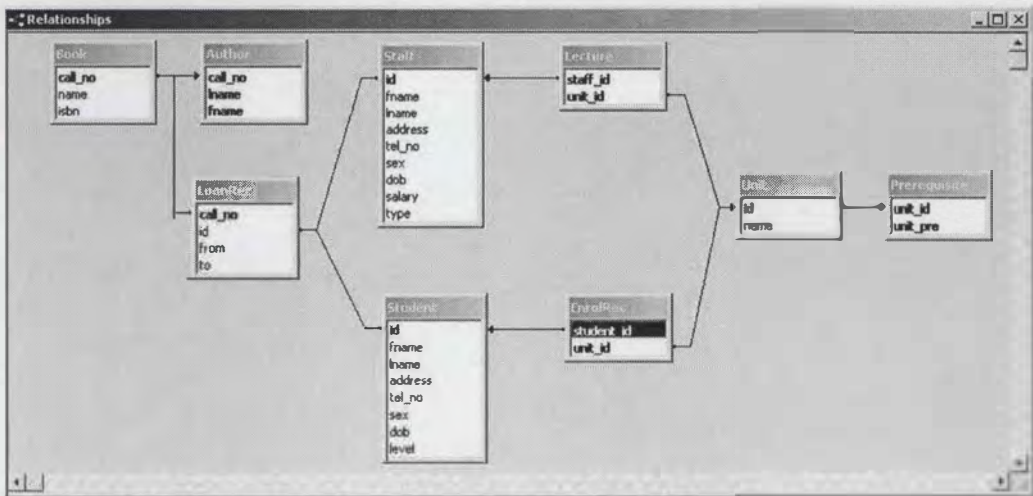 Relationships
Book
call_no
name
isbn
Author
call_no
lname
fname
LoanRec
call_no
id
from
to
Staff
id
fname
lname
address
tel_no
sex
dob
salary
type
Student
id
fname
lname
address
tel_no
sex
dob
level
Lecture
staff_id
unit_id
EnrolRec
student_id
unit_id
Unit
id
name
Prerequisite
unit_id
unit_pre